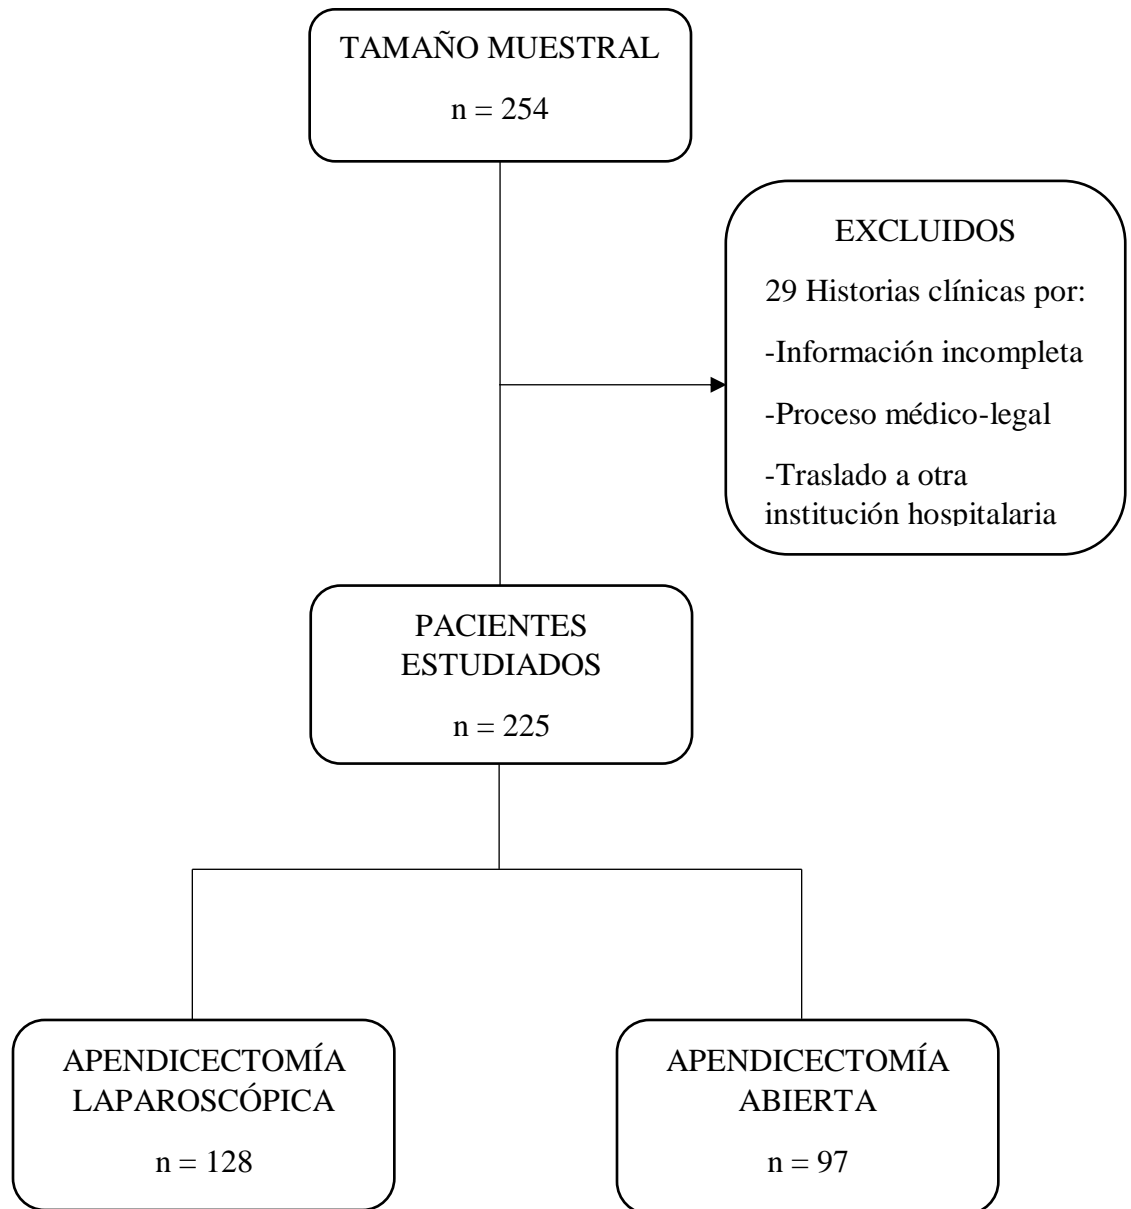 TAMAÑO MUESTRAL
n = 254
EXCLUIDOS
29 Historias clínicas por:
-Información incompleta
-Proceso médico-legal
-Traslado a otra
institución hospitalaria
PACIENTES
ESTUDIADOS
n = 225
APENDICECTOMÍA
LAPAROSCÓPICA
n = 128
APENDICECTOMÍA
ABIERTA
n = 97